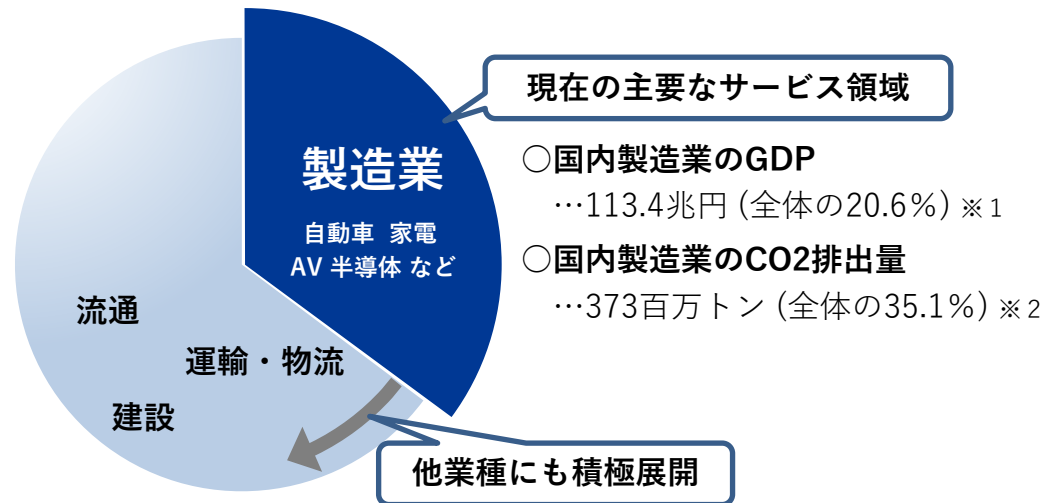 現在の主要なサービス領域
製造業
自動車 家電
AV 半導体 など
○国内製造業のGDP
…113.4兆円 (全体の20.6%) ※1
○国内製造業のCO2排出量
…373百万トン (全体の35.1%) ※2
流通
運輸・物流
建設
他業種にも積極展開